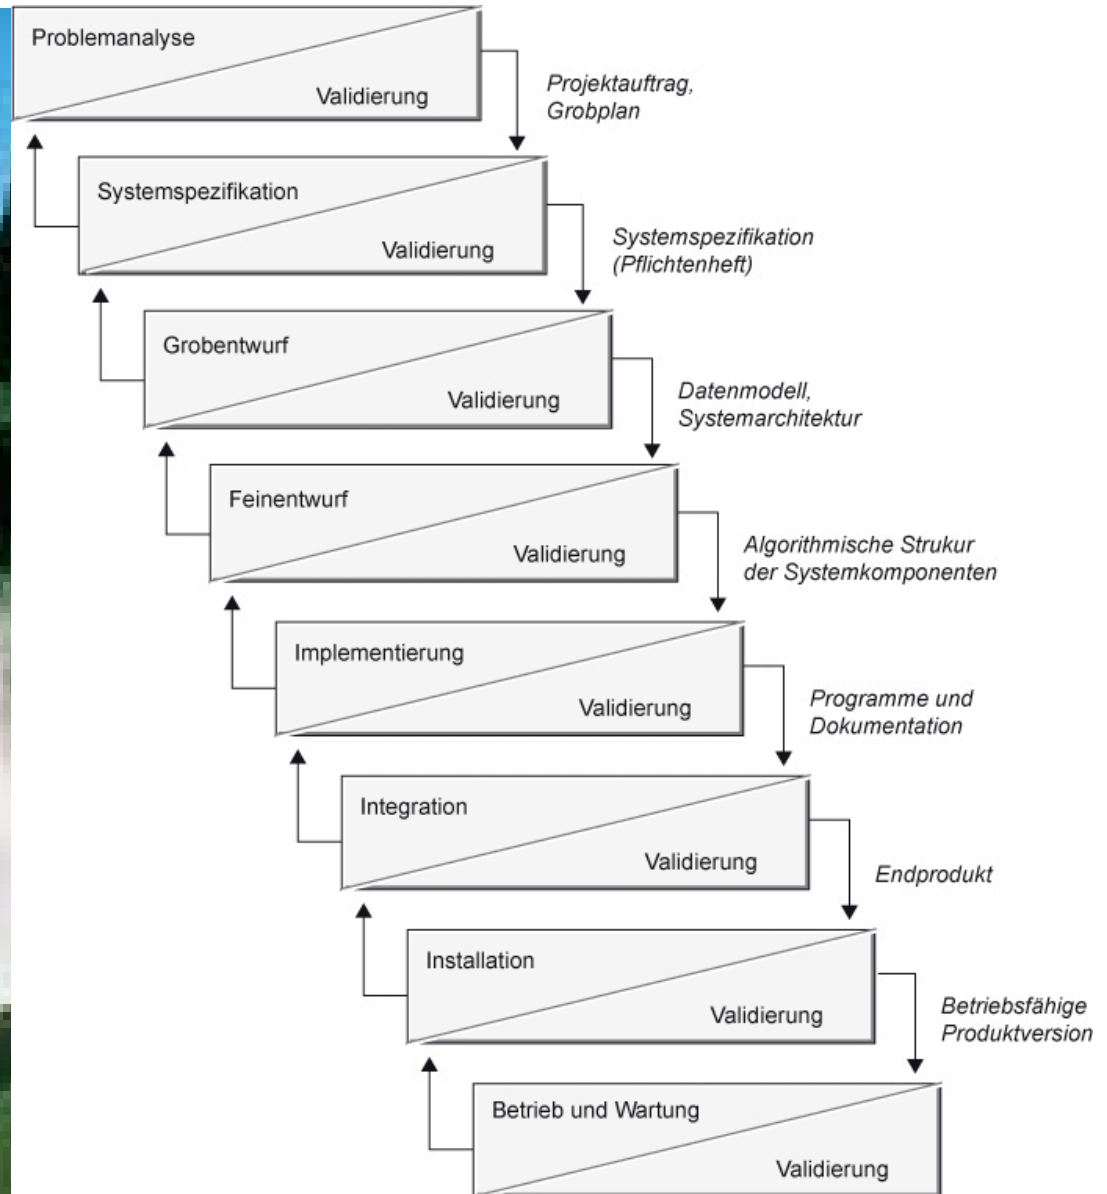 Problemanalyse
Validierung
Projektauftrag,
Grobplan
Systemspezifikation
Validierung
Systemspezifikation
(Pflichtenheft)
Grobentwurf
Validierung
Datenmodell,
Systemarchitektur
Feinentwurf
Validierung
Algorithmische Strukur
der Systemkomponenten
Implementierung
Validierung
Programme und
Dokumentation
Integration
Validierung
Endprodukt
Installation
Validierung
Betriebsfähige
Produktversion
Betrieb und Wartung
Validierung